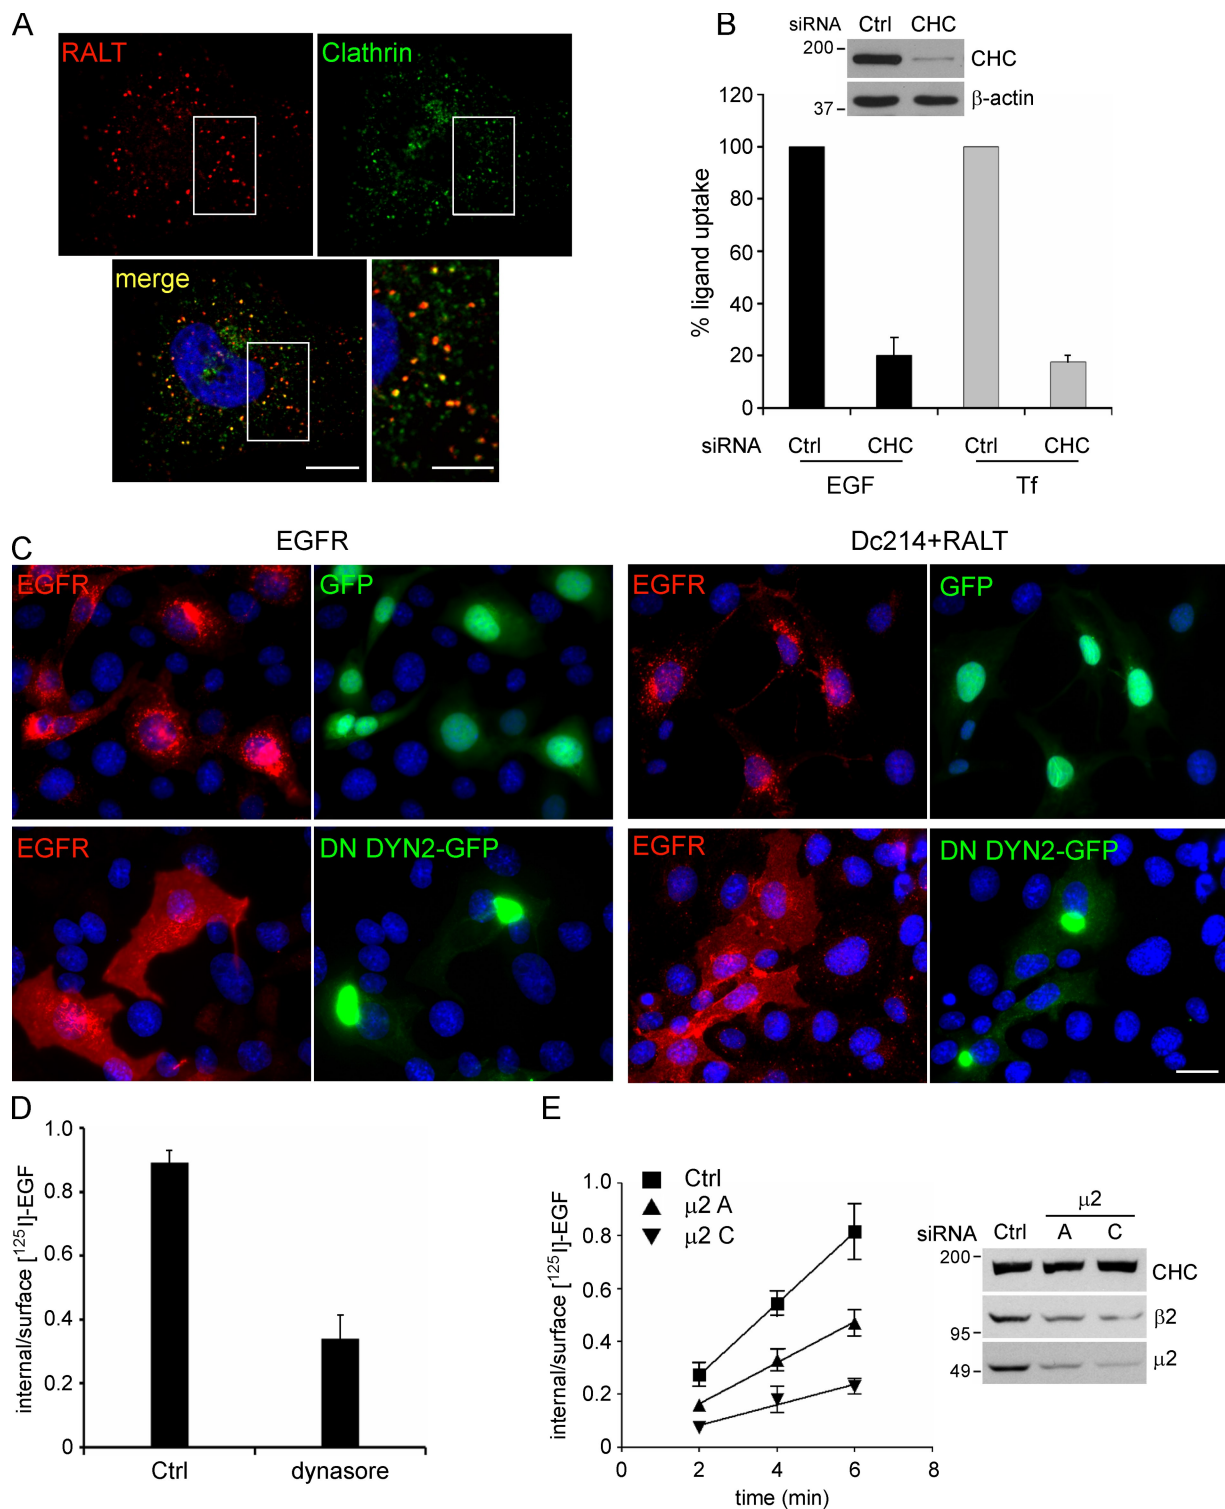 A
RALT
Clathrin
merge
B
siRNA Ctrl CHC
200
CHC
37
β-actin
120
100
80
60
40
20
0
% ligand uptake
siRNA Ctrl CHC Ctrl CHC
EGF Tf
C
EGFR
Dc214+RALT
EGFR
GFP
EGFR
GFP
EGFR
DN DYN2-GFP
EGFR
DN DYN2-GFP
D
1.0
0.8
0.6
0.4
0.2
0
internal/surface [125I]-EGF
Ctrl dynasore
E
Ctrl
μ2 A
μ2 C
1.0
0.8
0.6
0.4
0.2
0
internal/surface [125I]-EGF
0 2 4 6 8
time (min)
μ2
siRNA Ctrl A C
200
CHC
β2
95
49
μ2